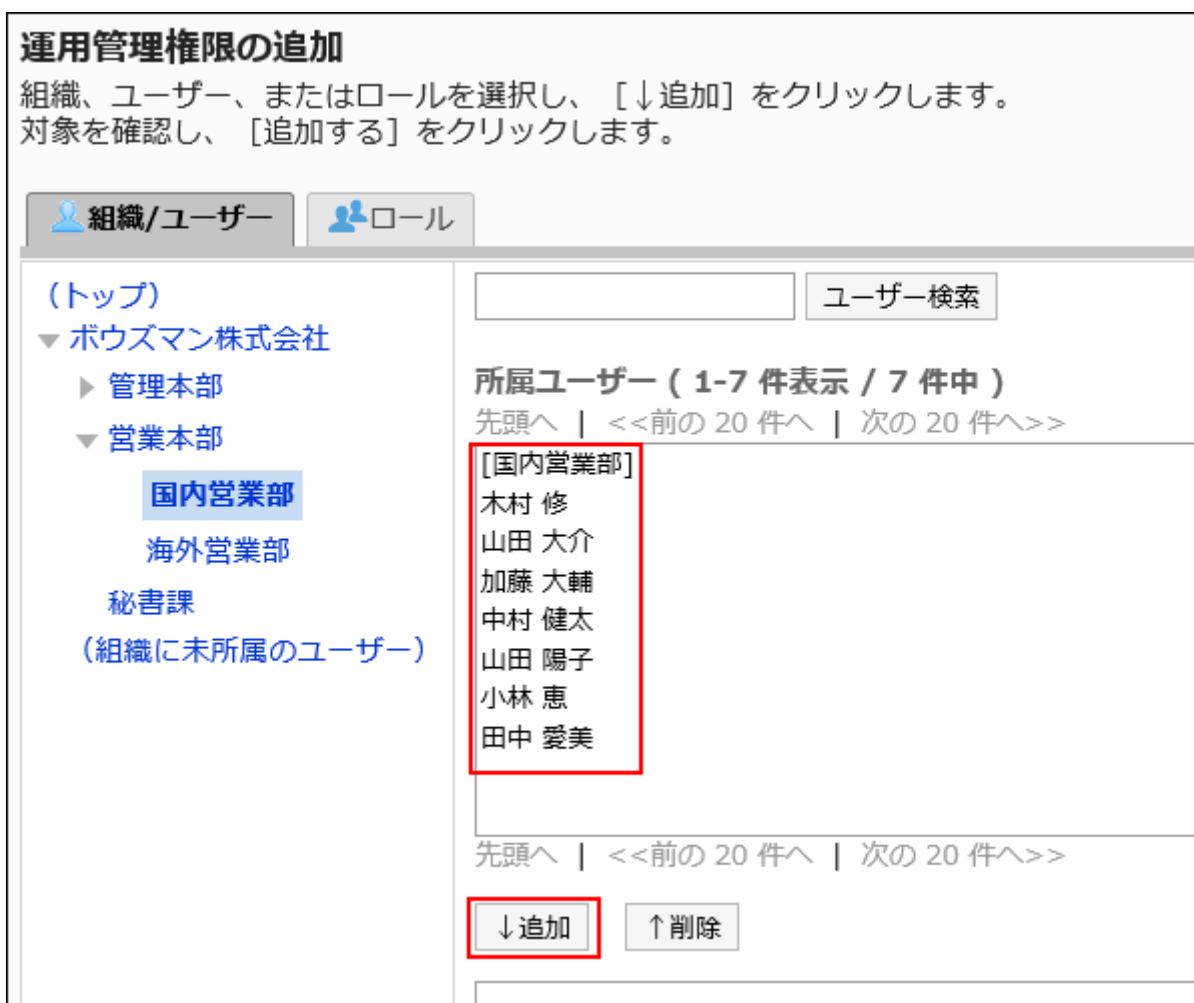 運用管理権限の追加
組織、ユーザー、またはロールを選択し、［↓追加］をクリックします。
対象を確認し、［追加する］をクリックします。
組織/ユーザー
ロール
（トップ）
ボウズマン株式会社
管理本部
営業本部
国内営業部
海外営業部
秘書課
（組織に未所属のユーザー）
ユーザー検索
所属ユーザー ( 1-7 件表示 / 7 件中 )
先頭へ | <<前の 20 件へ | 次の 20 件へ>>
[国内営業部]
木村 修
山田 大介
加藤 大輔
中村 健太
山田 陽子
小林 恵
田中 愛美
先頭へ | <<前の 20 件へ | 次の 20 件へ>>
↓追加
↑削除